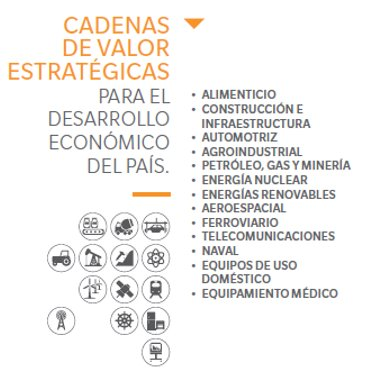 CADENAS
DE VALOR
ESTRATÉGICAS
PARA EL
DESARROLLO
ECONÓMICO
DEL PAÍS.
• ALIMENTICIO
• CONSTRUCCIÓN E
INFRAESTRUCTURA
• AUTOMOTRIZ
• AGROINDUSTRIAL
• PETRÓLEO, GAS Y MINERÍA
• ENERGÍA NUCLEAR
• ENERGÍAS RENOVABLES
• AEROESPACIAL
• FERROVIARIO
• TELECOMUNICACIONES
• NAVAL
• EQUIPOS DE USO
DOMÉSTICO
• EQUIPAMIENTO MÉDICO